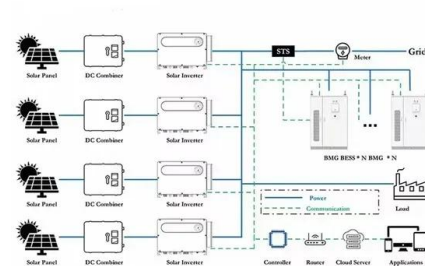 STS
Meter
Grid
Solar Panel
DC Combiner
Solar Inverter
Solar Panel
DC Combiner
Solar Inverter
BMG BESS * N BMG * N
Solar Panel
DC Combiner
Solar Inverter
Power
Communication
Load
Solar Panel
DC Combiner
Solar Inverter
Controller
Router
Cloud Server
Applications